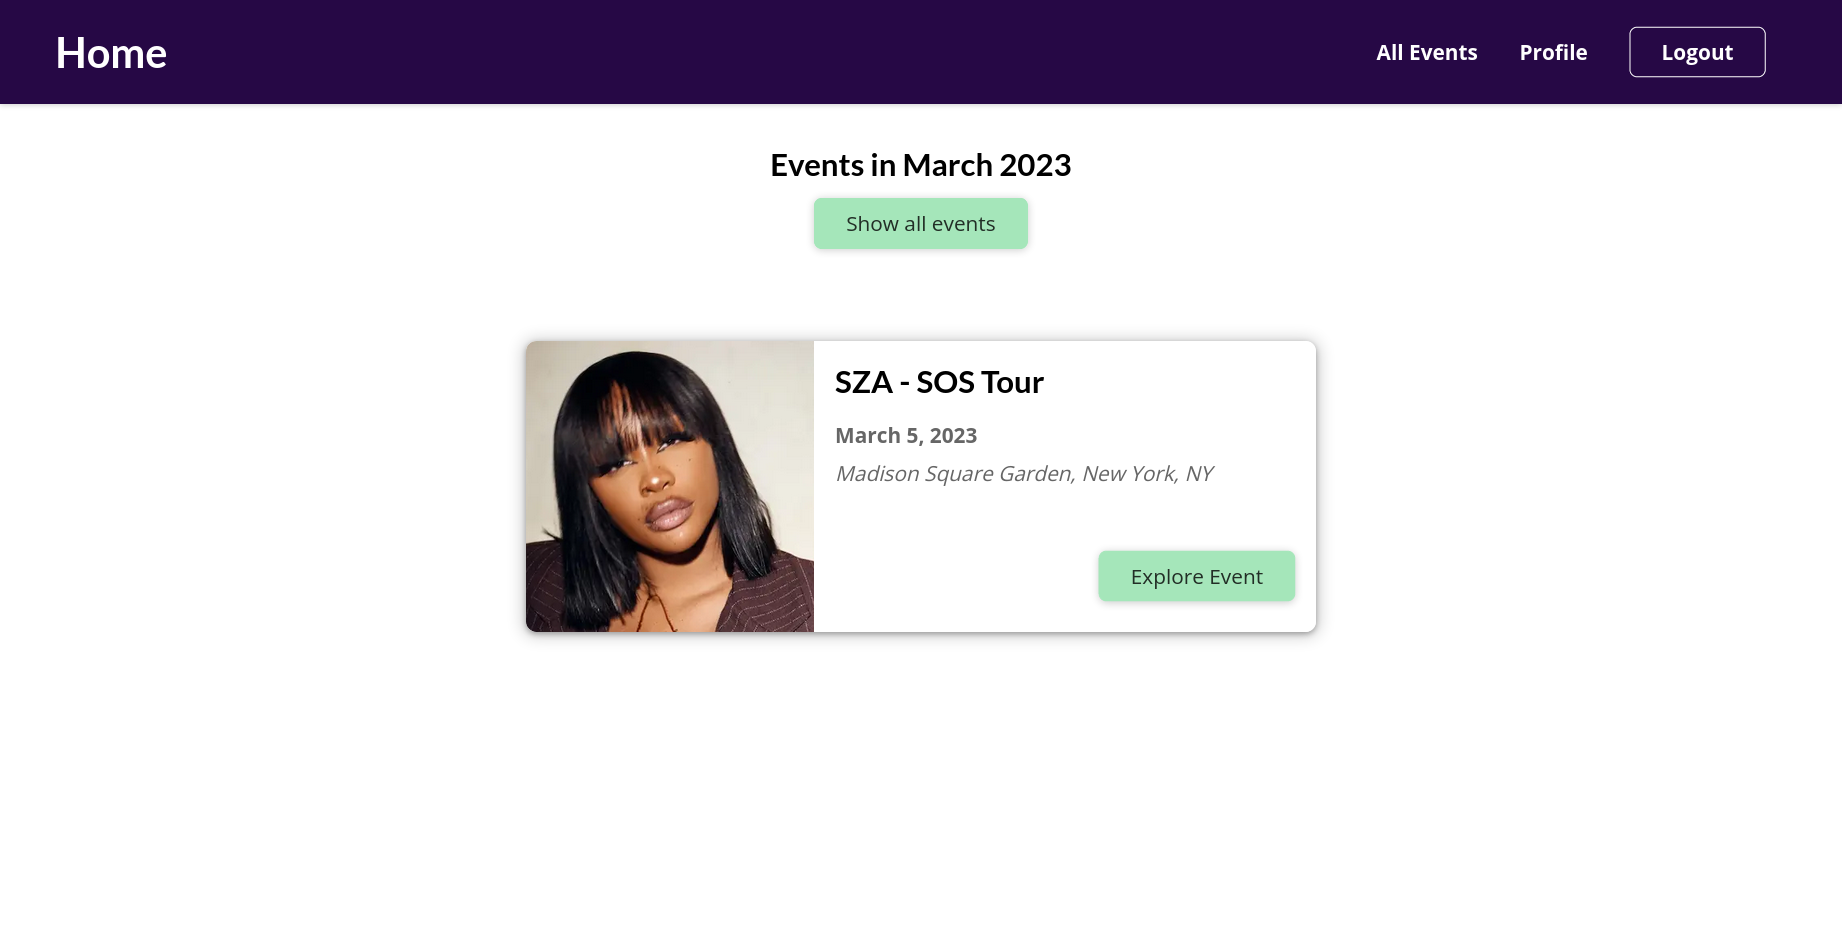 Home
All Events
Profile
Logout
Events in March 2023
Show all events
SZA - SOS Tour
March 5, 2023
Madison Square Garden, New York, NY
Explore Event